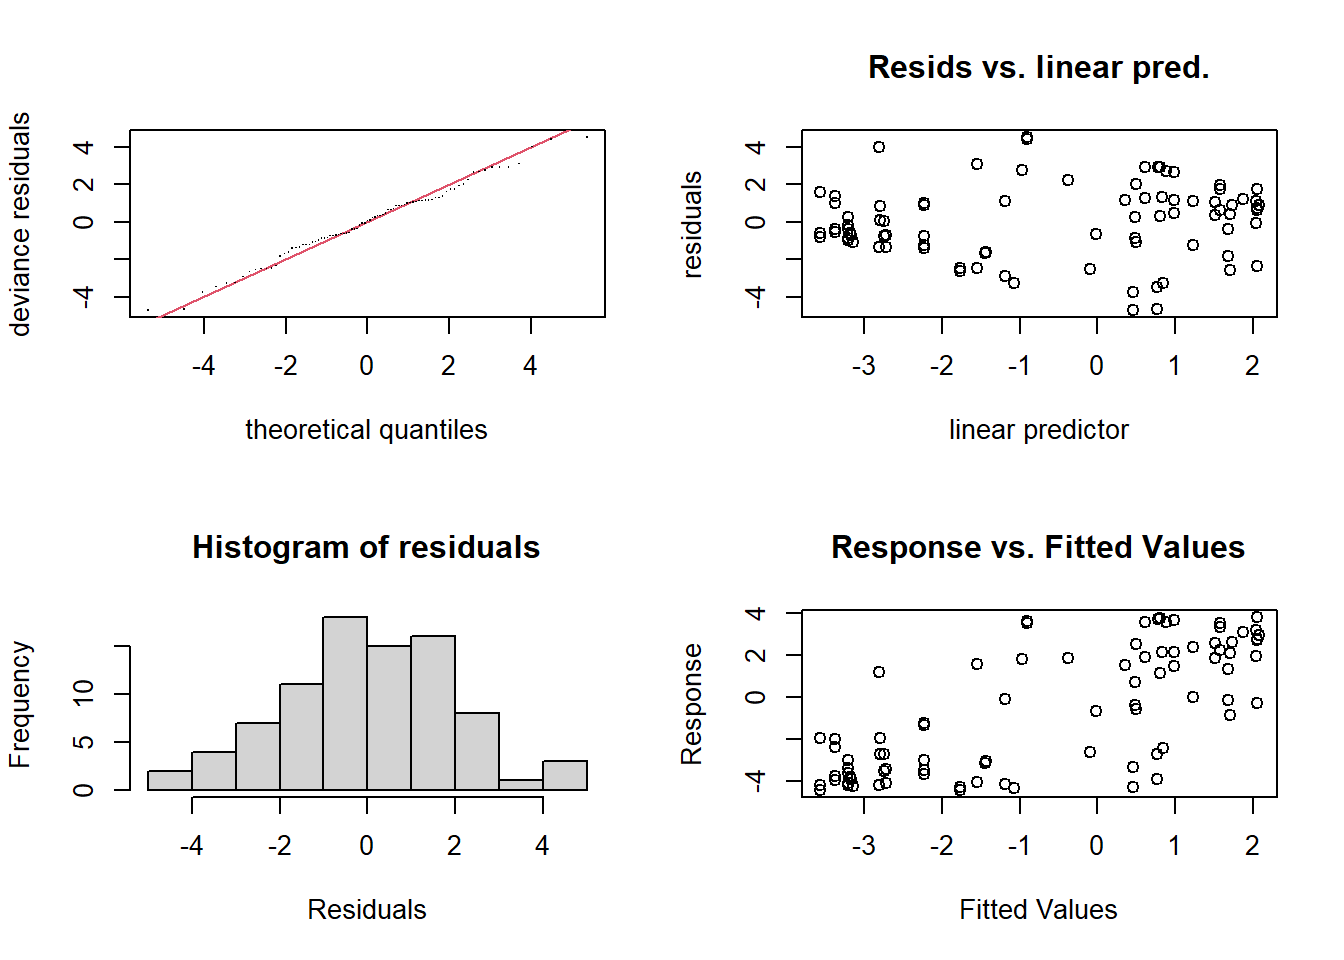 deviance residuals
4
2
0
-4
-4 -2 0 2 4
theoretical quantiles
Resids vs. linear pred.
residuals
4
2
0
-4
-3 -2 -1 0 1 2
linear predictor
Histogram of residuals
Frequency
10
5
0
-4 -2 0 2 4
Residuals
Response vs. Fitted Values
Response
4
2
0
-4
-3 -2 -1 0 1 2
Fitted Values